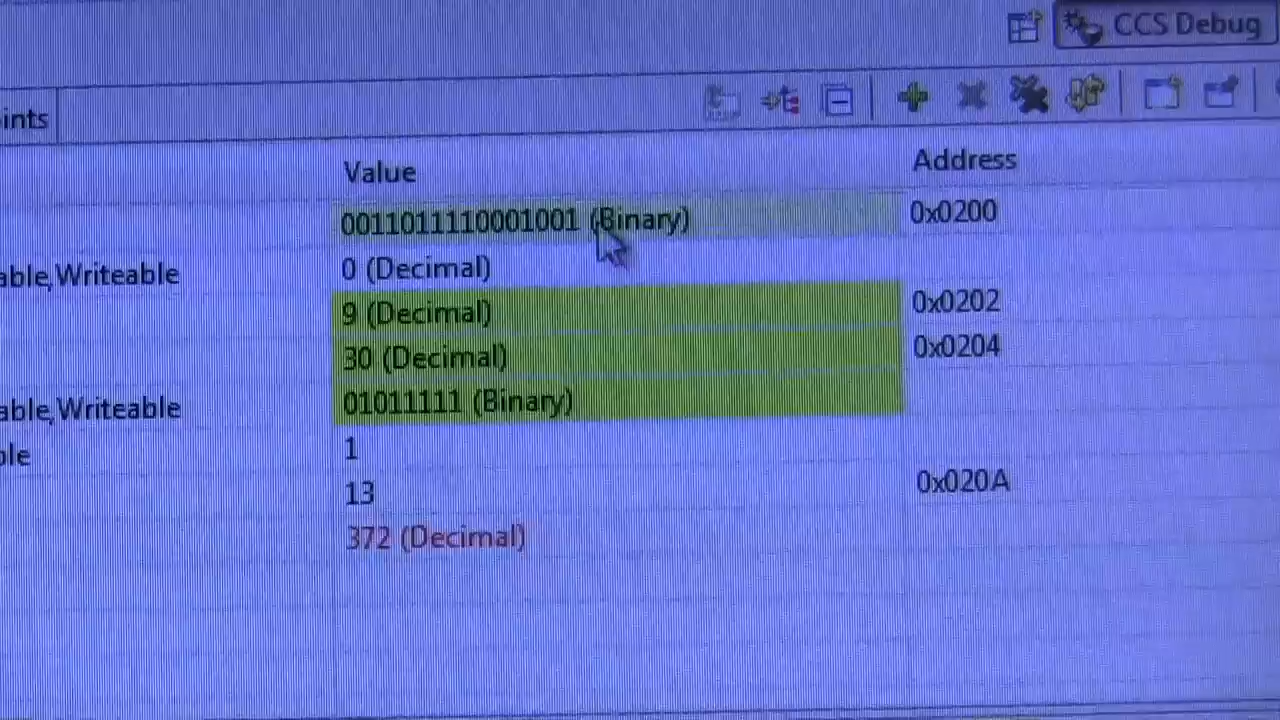 CCS Debug
ints
Value Address
0011011110001001 (Binary) 0x0200
able,Writeable 0 (Decimal)
9 (Decimal) 0x0202
30 (Decimal) 0x0204
able,Writeable 01011111 (Binary)
ble 1
13 0x020A
372 (Decimal)